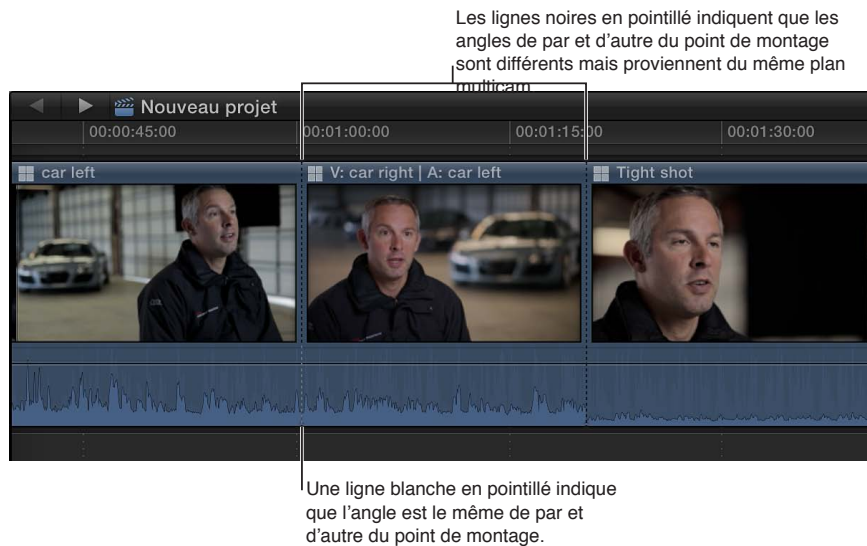 Les lignes noires en pointillé indiquent que les
angles de par et d'autre du point de montage
sont différents mais proviennent du même plan
multicam
Nouveau projet
00:00:45:00 00:01:00:00 00:01:15:00 00:01:30:00
car left V: car right | A: car left Tight shot
Une ligne blanche en pointillé indique
que l'angle est le même de par et
d'autre du point de montage.